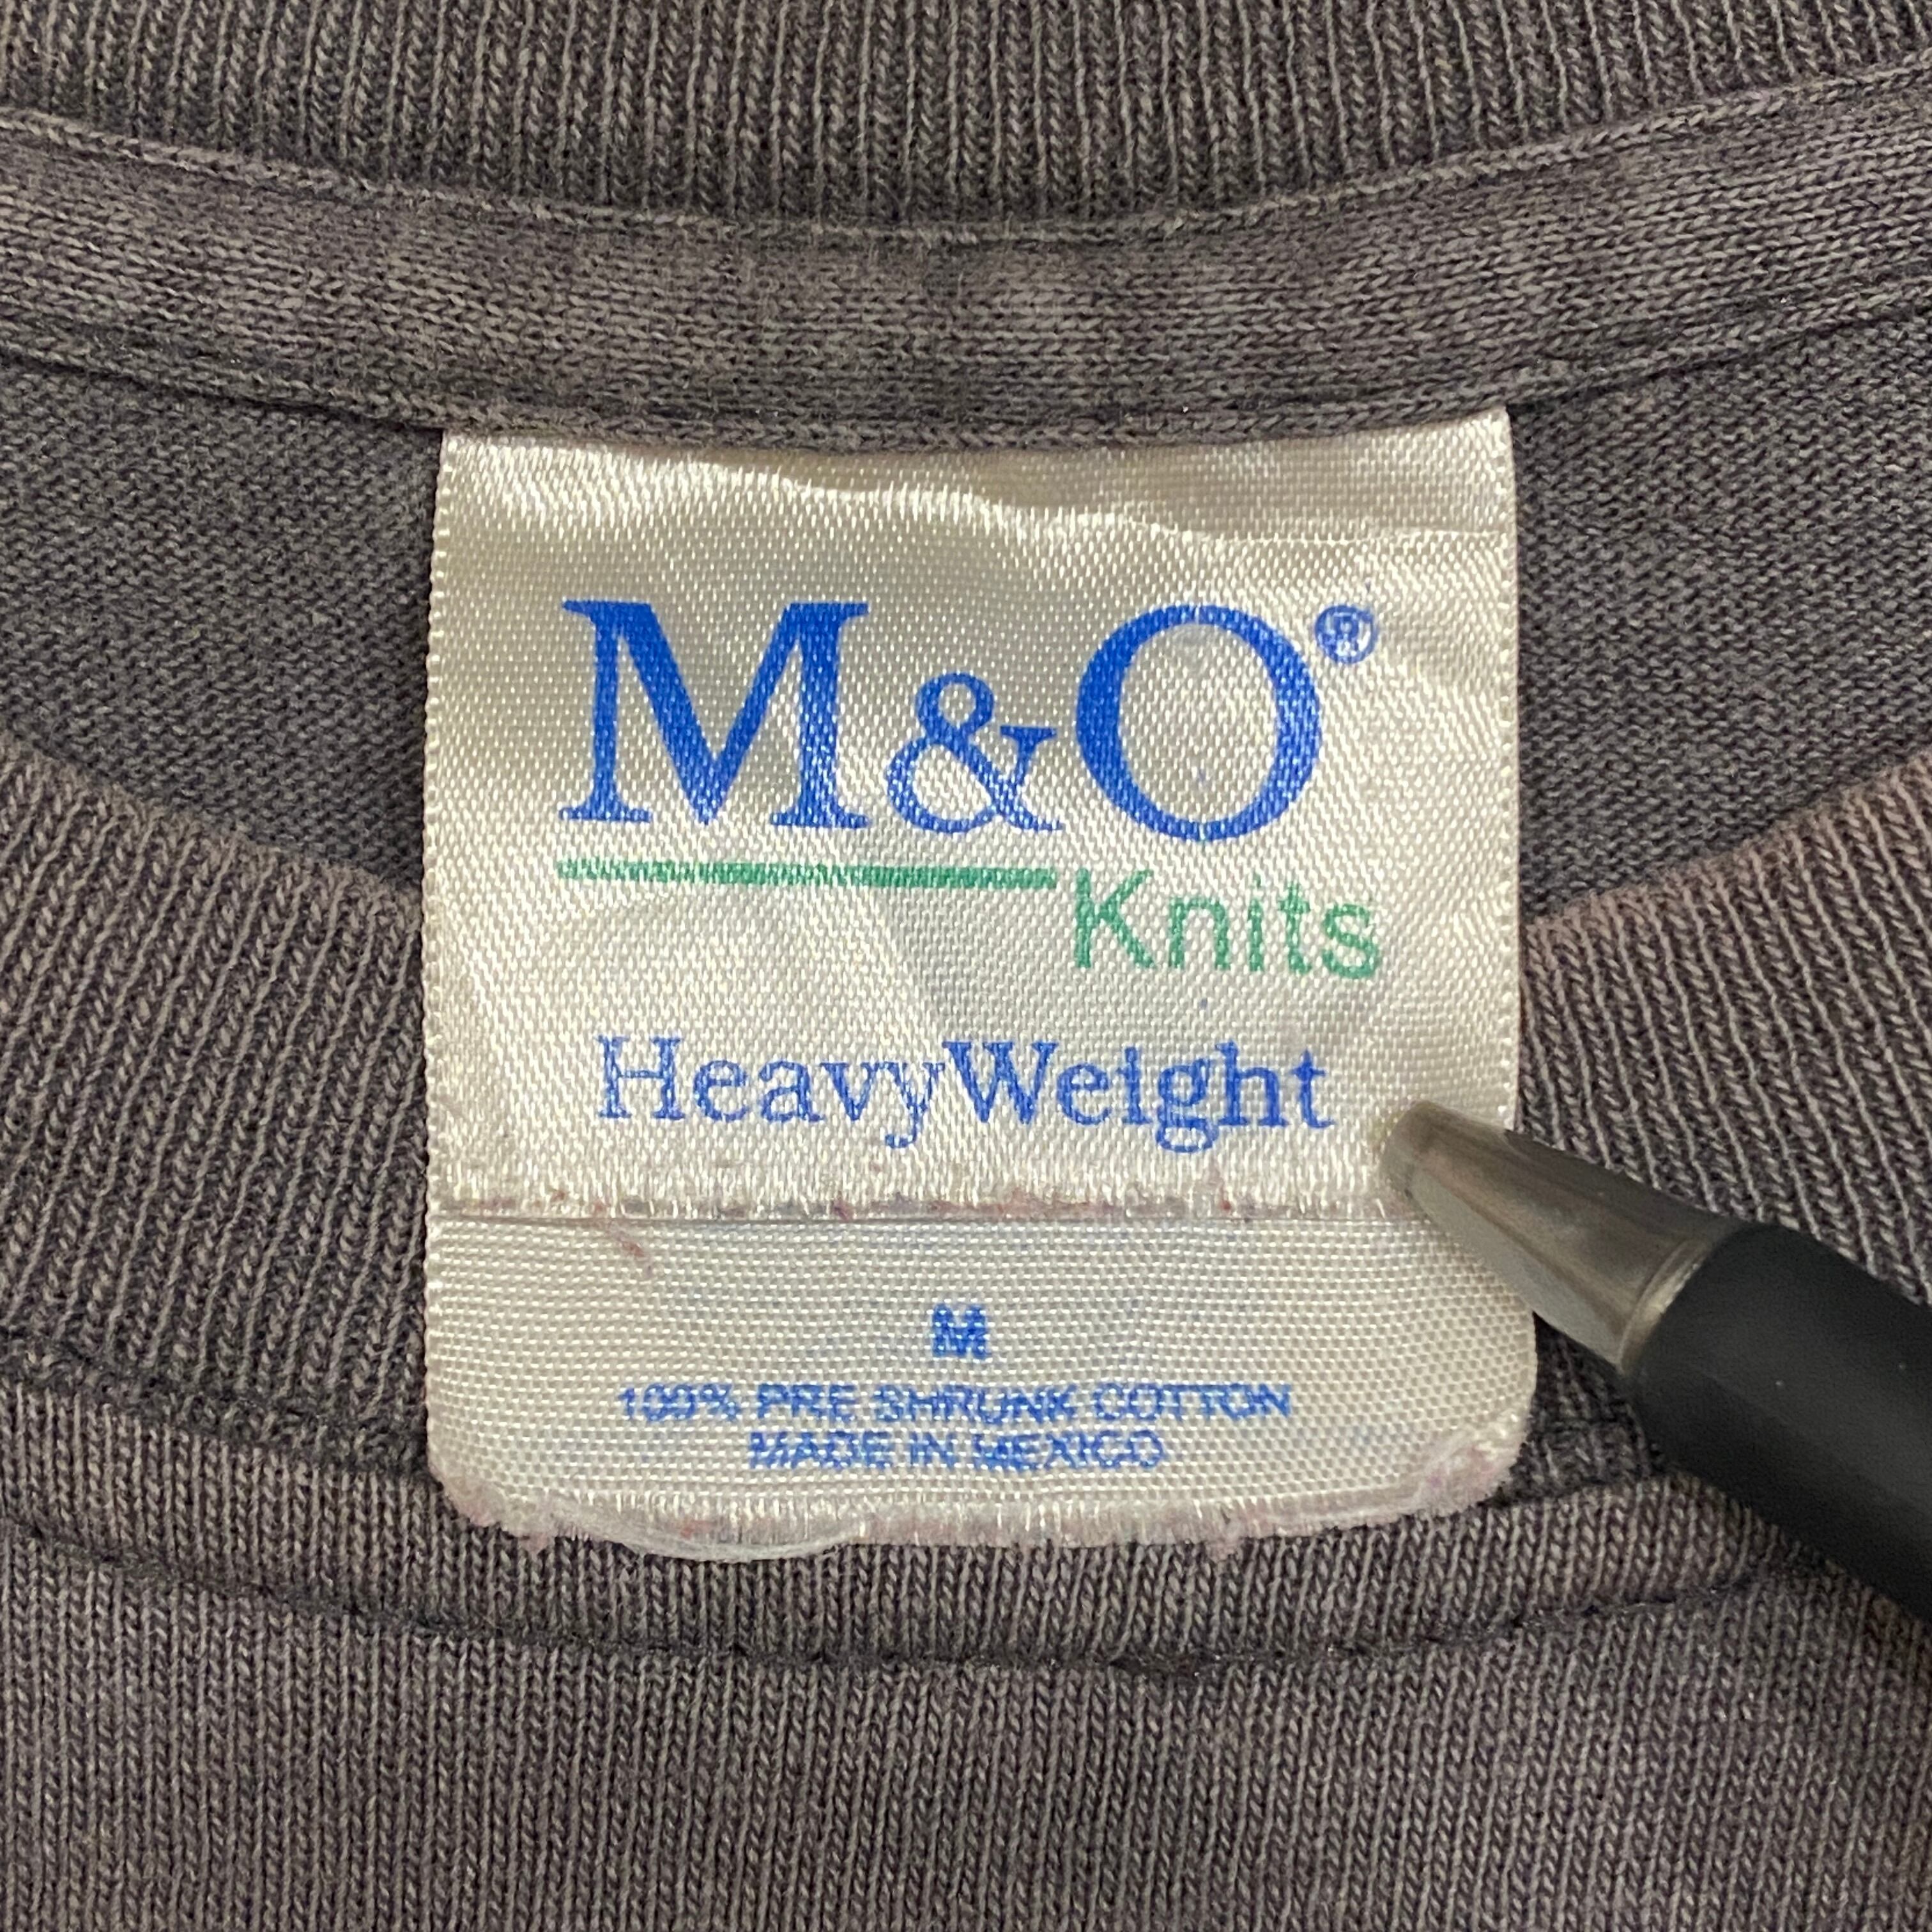 M&O®
Knits
HeavyWeight
M
100% PRE SHRUNK COTTON
MADE IN MEXICO